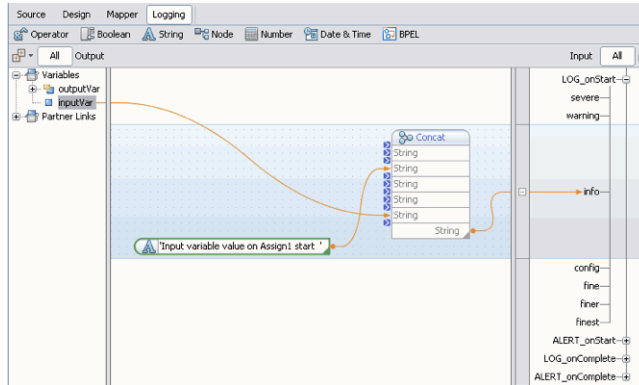 Source Design Mapper Logging
Operator Boolean String Node Number Date & Time BPEL
All Output Input All
Variables
outputVar
inputVar
Partner Links
Concat
String
String
String
String
String
String
'Input variable value on Assign1 start '
LOG_onStart
severe
warning
info
config
fine
finer
finest
ALERT_onStart
LOG_onComplete
ALERT_onComplete